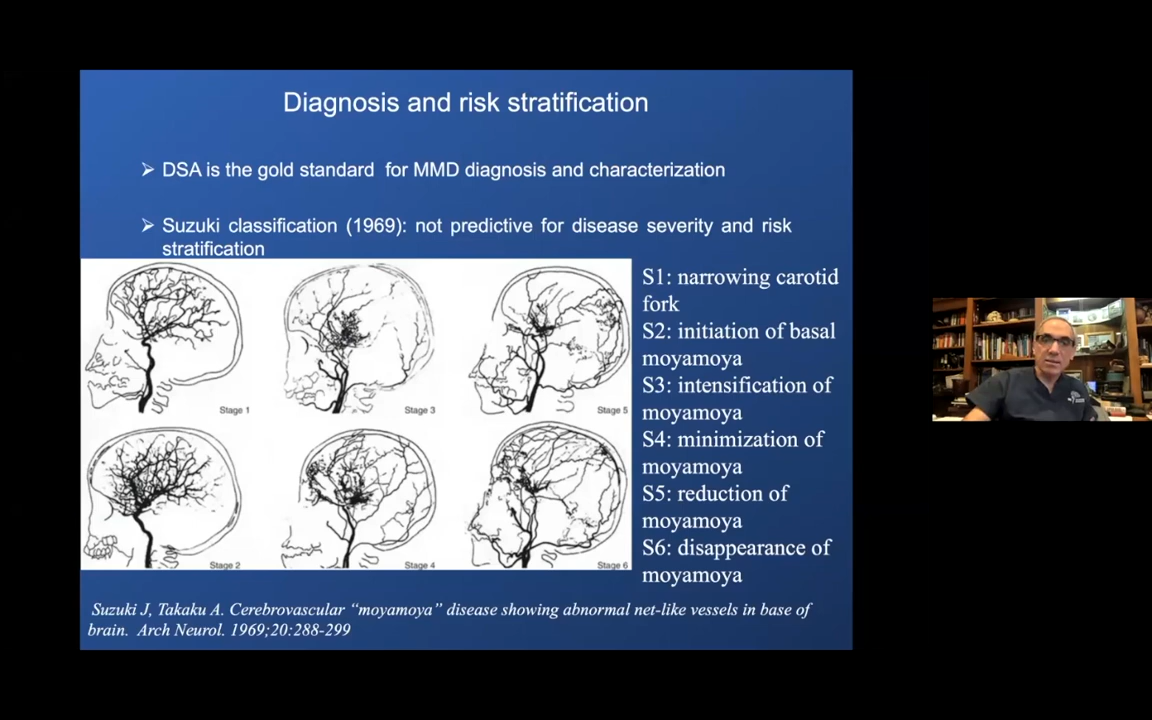 Diagnosis and risk stratification
➢ DSA is the gold standard for MMD diagnosis and characterization
➢ Suzuki classification (1969): not predictive for disease severity and risk
stratification
Stage 1
Stage 3
Stage 5
Stage 2
Stage 4
Stage 6
S1: narrowing carotid
fork
S2: initiation of basal
moyamoya
S3: intensification of
moyamoya
S4: minimization of
moyamoya
S5: reduction of
moyamoya
S6: disappearance of
moyamoya
Suzuki J, Takaku A. Cerebrovascular “moyamoya” disease showing abnormal net-like vessels in base of
brain. Arch Neurol. 1969;20:288-299